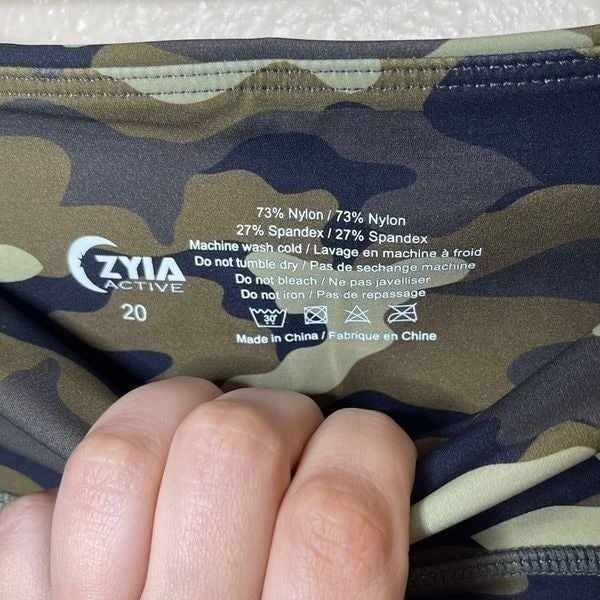 73% Nylon / 73% Nylon
27% Spandex / 27% Spandex
Machine wash cold / Lavage en machine à froid
Do not tumble dry / Pas de sechange machine
Do not bleach / Ne pas javelliser
Do not iron / Pas de repassage
30°
Made in China / Fabrique en Chine
ZYIA
ACTIVE
20